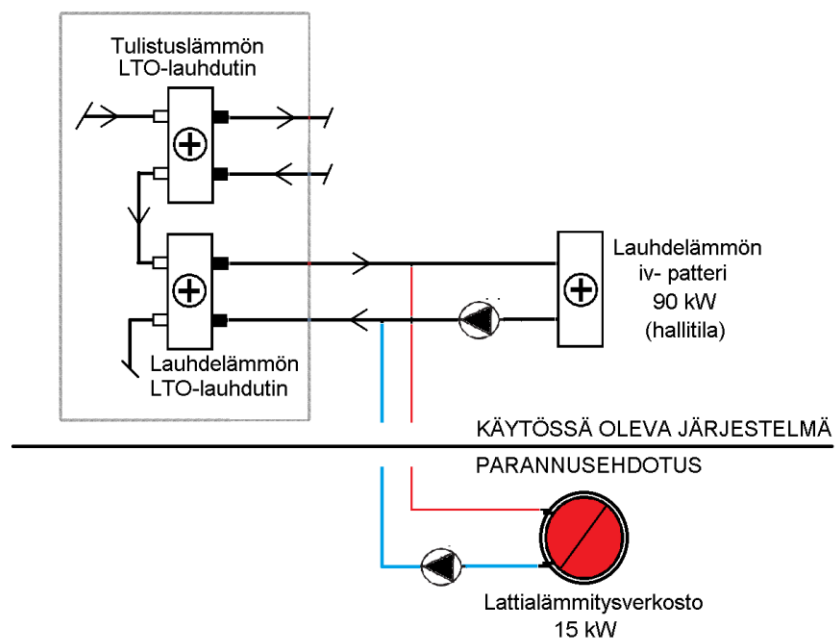 Tulistuslämmön
LTO-lauhdutin
Lauhdelämmön
iv- patteri
90 kW
(hallitila)
Lauhdelämmön
LTO-lauhdutin
KÄYTÖSSÄ OLEVA JÄRJESTELMÄ
PARANNUSEHDOTUS
Lattialämmitysverkosto
15 kW